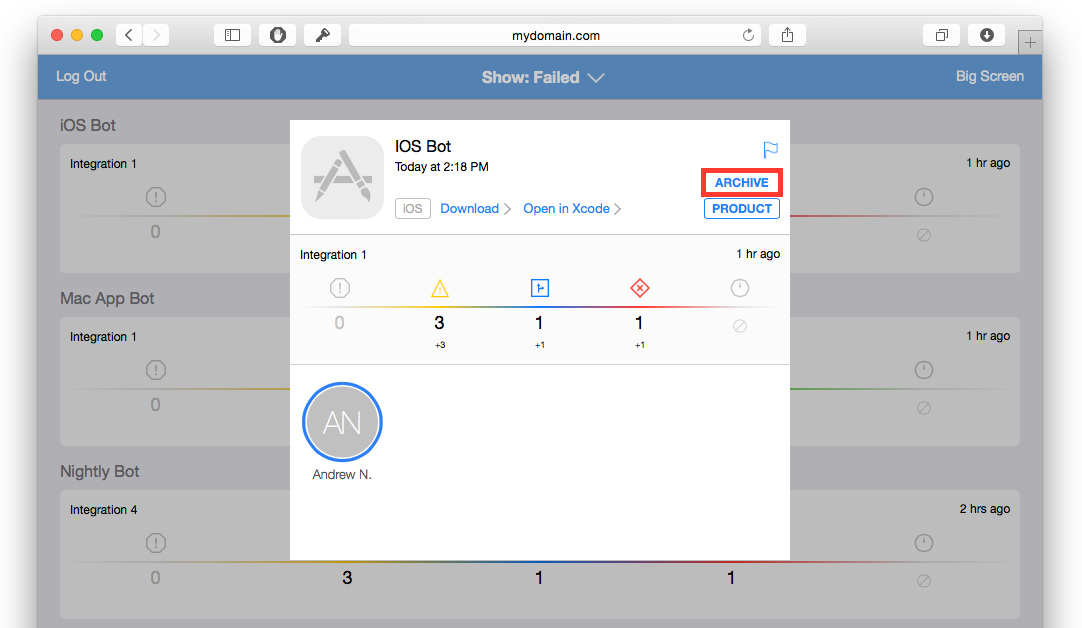 mydomain.com
Log Out
Show: Failed
Big Screen
iOS Bot
Integration 1
1 hr ago
0
IOS Bot
Today at 2:18 PM
ARCHIVE
iOS
Download
Open in Xcode
PRODUCT
Integration 1
1 hr ago
0
3
1
1
+3
+1
+1
AN
Andrew N.
Mac App Bot
Integration 1
1 hr ago
0
Nightly Bot
Integration 4
2 hrs ago
0
3
1
1